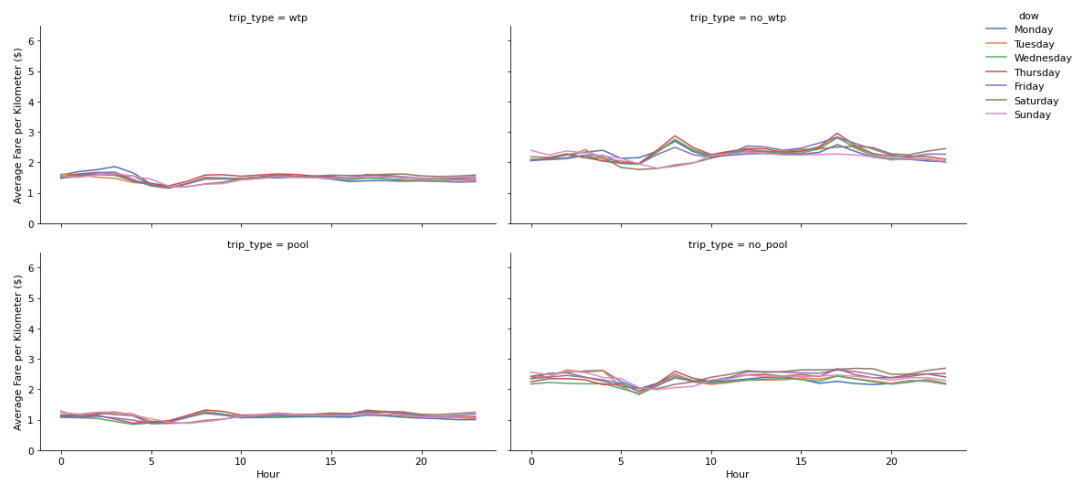 trip_type = wtp
trip_type = no_wtp
dow
Monday
Tuesday
Wednesday
Thursday
Friday
Saturday
Sunday
Average Fare per Kilometer ($)
6
5
4
3
2
1
0
trip_type = pool
trip_type = no_pool
Average Fare per Kilometer ($)
6
5
4
3
2
1
0
0 5 10 15 20
Hour
0 5 10 15 20
Hour